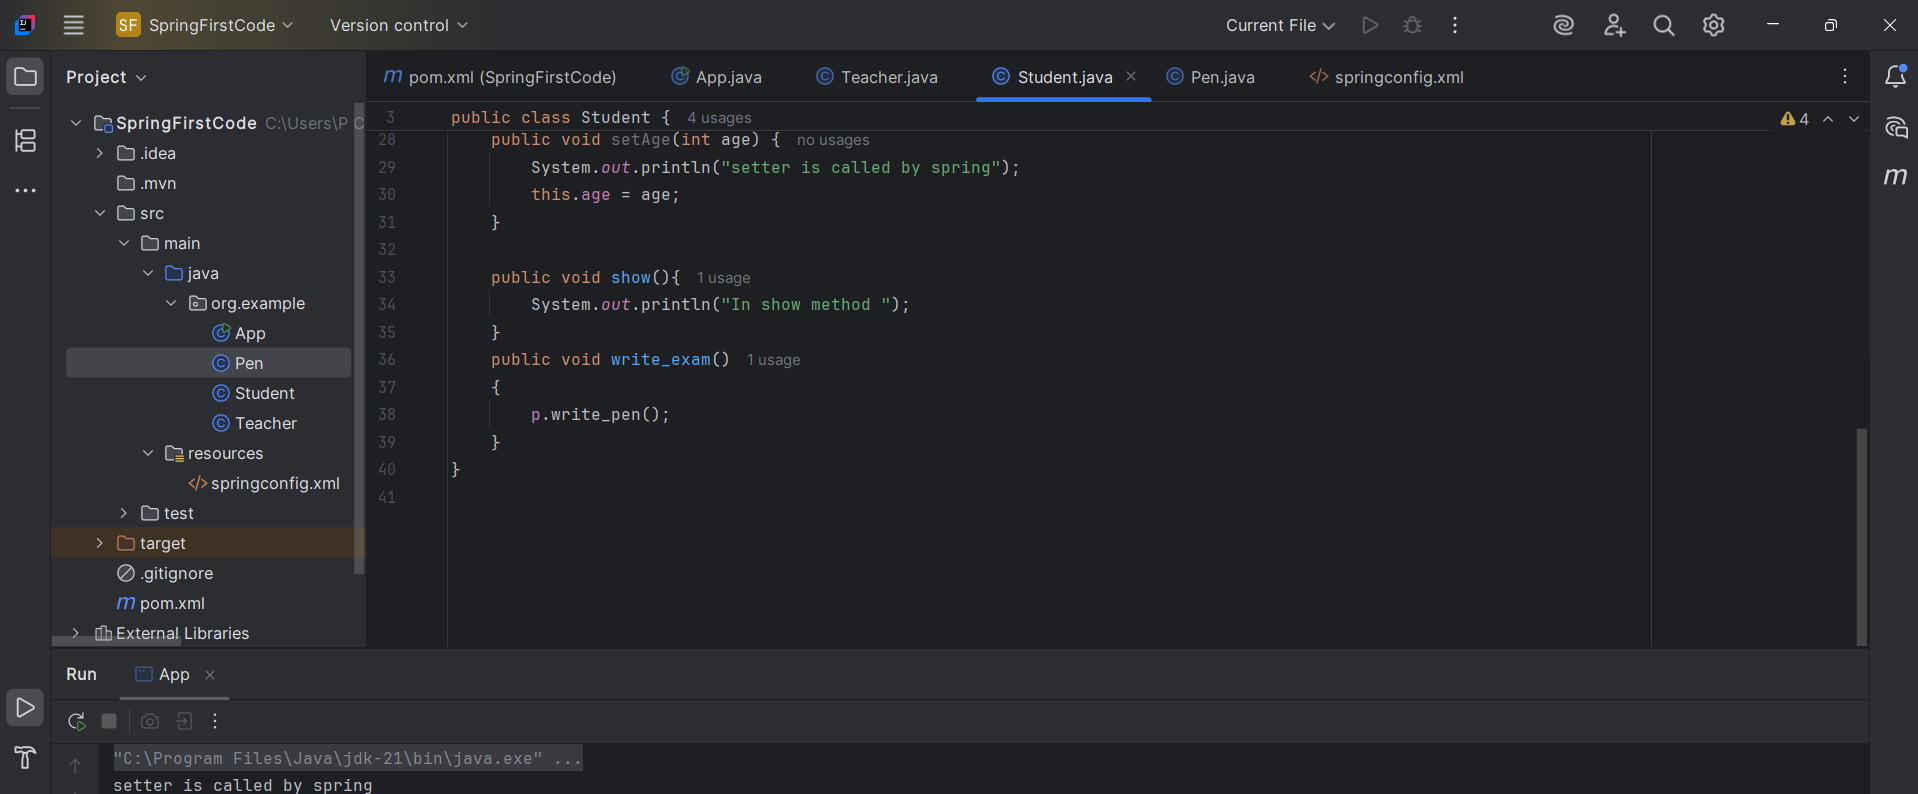 SF SpringFirstCode Version control Current File
Project
pom.xml (SpringFirstCode) App.java Teacher.java Student.java Pen.java springconfig.xml
SpringFirstCode C:\Users\P C
.idea
.mvn
src
main
java
org.example
App
Pen
Student
Teacher
resources
springconfig.xml
test
target
.gitignore
pom.xml
External Libraries
3 public class Student { 4 usages
4
28 public void setAge(int age) { no usages
29 System.out.println("setter is called by spring");
30 this.age = age;
31 }
32
33 public void show(){ 1 usage
34 System.out.println("In show method ");
35 }
36 public void write_exam() 1 usage
37 {
38 p.write_pen();
39 }
40 }
41
Run App
"C:\Program Files\Java\jdk-21\bin\java.exe" ...
setter is called by spring